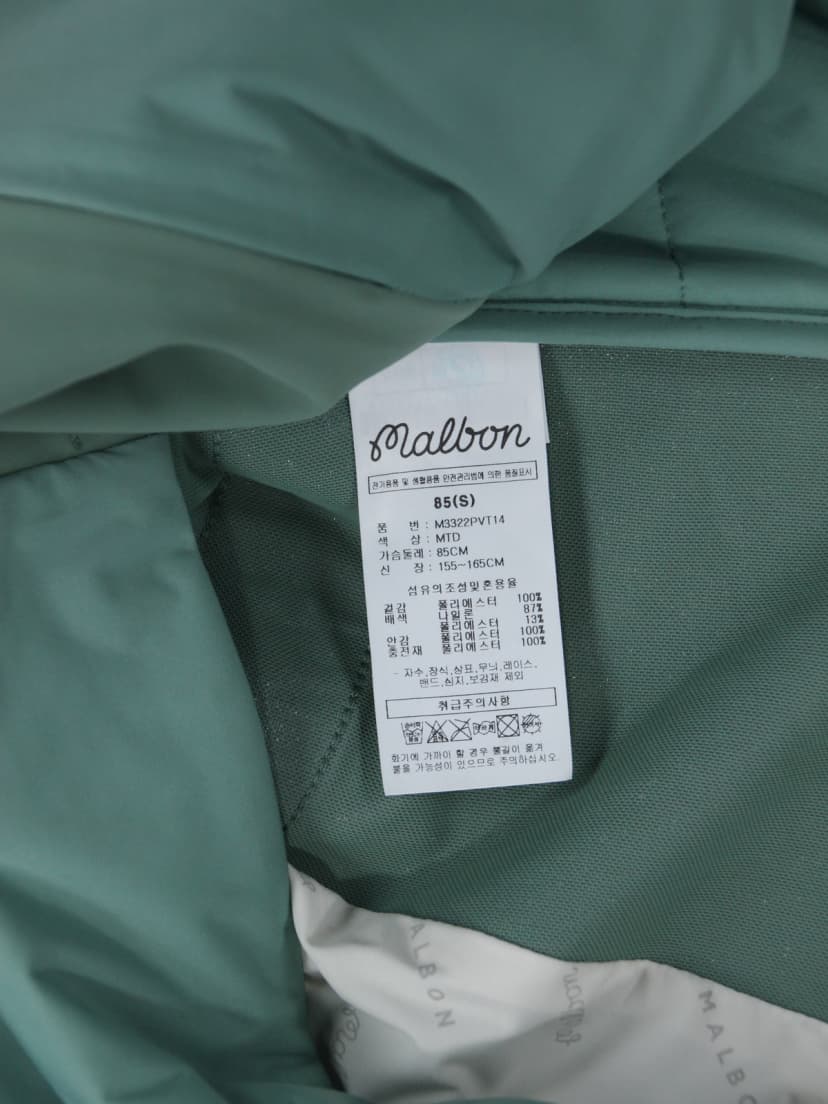 Malbon
전기용품 및 생활용품 안전관리법에 의한 품질표시
85(S)
품 번 : M3322PVT14
색 상 : MTD
가슴둘레 : 85CM
신 장 : 155~165CM
섬유의조성및혼용율
겉감 폴리에스터 100%
배색 나일론 87%
폴리에스터 13%
안감 폴리에스터 100%
충전재 폴리에스터 100%
- 자수,장식,상표,무늬,레이스,
밴드,심지,보강재 제외
취급주의사항
화기에 가까이 할 경우 불길이 옮겨
붙을 가능성이 있으므로 주의하십시오.
MALBON
Malbon
MALBON